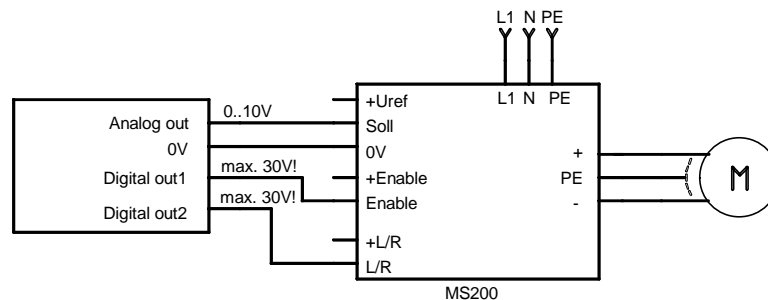 L1 N PE
L1 N PE
+Uref
Analog out 0..10V Soll
0V 0V +
Digital out1 max. 30V! +Enable PE M
Digital out2 max. 30V! Enable -
+L/R
L/R
MS200